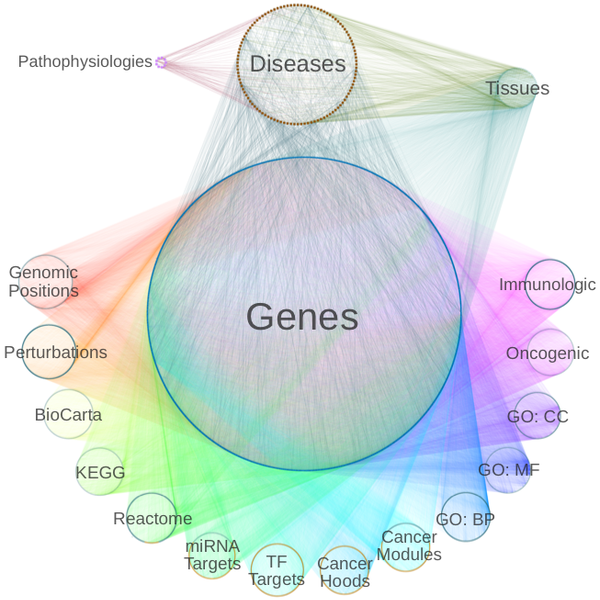 Pathophysiologies
Diseases
Tissues
Genomic
Positions
Immunologic
Genes
Perturbations
Oncogenic
BioCarta
GO: CC
KEGG
GO: MF
Reactome
GO: BP
miRNA
Targets
TF
Targets
Cancer
Hoods
Cancer
Modules